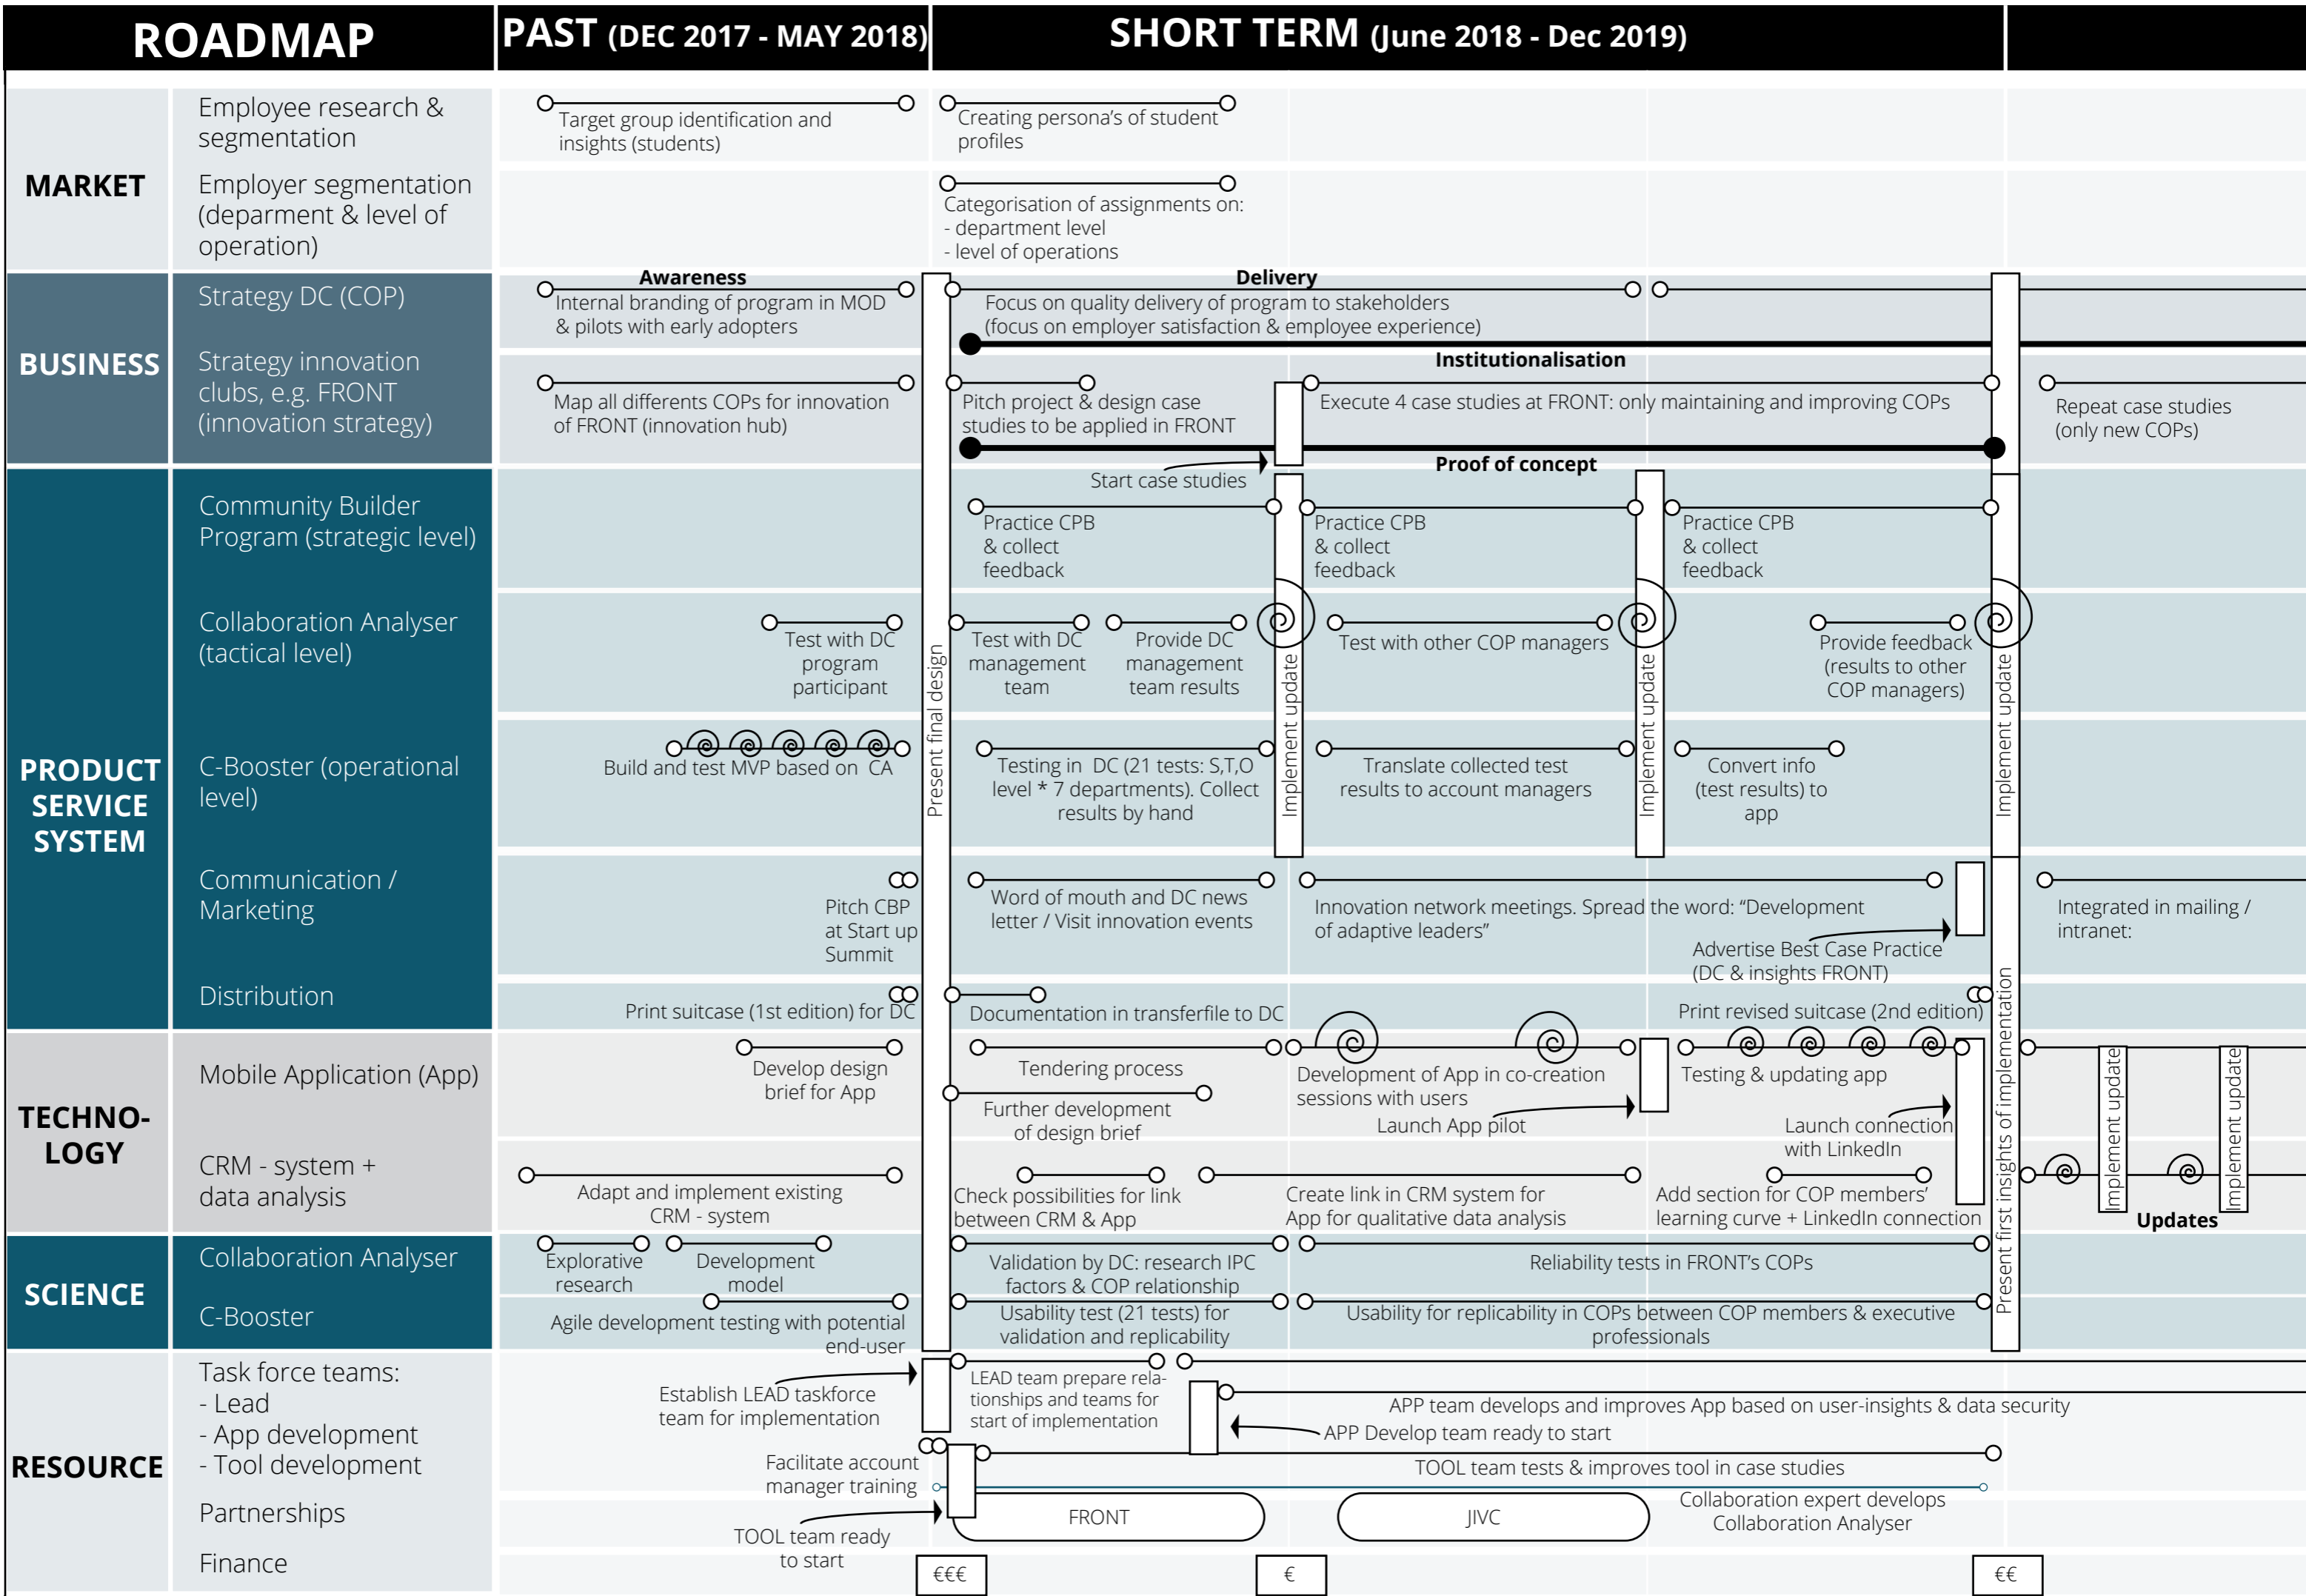 ROADMAP
PAST (DEC 2017 - MAY 2018)
SHORT TERM (June 2018 - Dec 2019)
MARKET
Employee research &
segmentation
Target group identification and
insights (students)
Creating persona's of student
profiles
Employer segmentation
(deparment & level of
operation)
Categorisation of assignments on:
- department level
- level of operations
BUSINESS
Strategy DC (COP)
Awareness
Internal branding of program in MOD
& pilots with early adopters
Delivery
Focus on quality delivery of program to stakeholders
(focus on employer satisfaction & employee experience)
Institutionalisation
Strategy innovation
clubs, e.g. FRONT
(innovation strategy)
Map all differents COPs for innovation
of FRONT (innovation hub)
Pitch project & design case
studies to be applied in FRONT
Execute 4 case studies at FRONT: only maintaining and improving COPs
Repeat case studies
(only new COPs)
Proof of concept
Start case studies
PRODUCT
SERVICE
SYSTEM
Community Builder
Program (strategic level)
Practice CPB
& collect
feedback
Practice CPB
& collect
feedback
Practice CPB
& collect
feedback
Collaboration Analyser
(tactical level)
Test with DC
program
participant
Present final design
Test with DC
management
team
Provide DC
management
team results
Implement update
Test with other COP managers
Implement update
Provide feedback
(results to other
COP managers)
Implement update
C-Booster (operational
level)
Build and test MVP based on CA
Testing in DC (21 tests: S,T,O
level * 7 departments). Collect
results by hand
Translate collected test
results to account managers
Convert info
(test results) to
app
Communication /
Marketing
Pitch CBP
at Start up
Summit
Word of mouth and DC news
letter / Visit innovation events
Innovation network meetings. Spread the word: “Development
of adaptive leaders”
Advertise Best Case Practice
(DC & insights FRONT)
Integrated in mailing /
intranet:
Distribution
Print suitcase (1st edition) for DC
Documentation in transferfile to DC
Print revised suitcase (2nd edition)
Present first insights of implementation
TECHNO-
LOGY
Mobile Application (App)
Develop design
brief for App
Tendering process
Further development
of design brief
Development of App in co-creation
sessions with users
Launch App pilot
Testing & updating app
Launch connection
with LinkedIn
Implement update
Implement update
CRM - system +
data analysis
Adapt and implement existing
CRM - system
Check possibilities for link
between CRM & App
Create link in CRM system for
App for qualitative data analysis
Add section for COP members’
learning curve + LinkedIn connection
Updates
SCIENCE
Collaboration Analyser
Explorative
research
Development
model
Validation by DC: research IPC
factors & COP relationship
Reliability tests in FRONT's COPs
C-Booster
Agile development testing with potential
end-user
Usability test (21 tests) for
validation and replicability
Usability for replicability in COPs between COP members & executive
professionals
RESOURCE
Task force teams:
- Lead
- App development
- Tool development
Establish LEAD taskforce
team for implementation
LEAD team prepare rela-
tionships and teams for
start of implementation
APP team develops and improves App based on user-insights & data security
APP Develop team ready to start
Facilitate account
manager training
TOOL team tests & improves tool in case studies
Partnerships
TOOL team ready
to start
FRONT
JIVC
Collaboration expert develops
Collaboration Analyser
Finance
€€€
€
€€